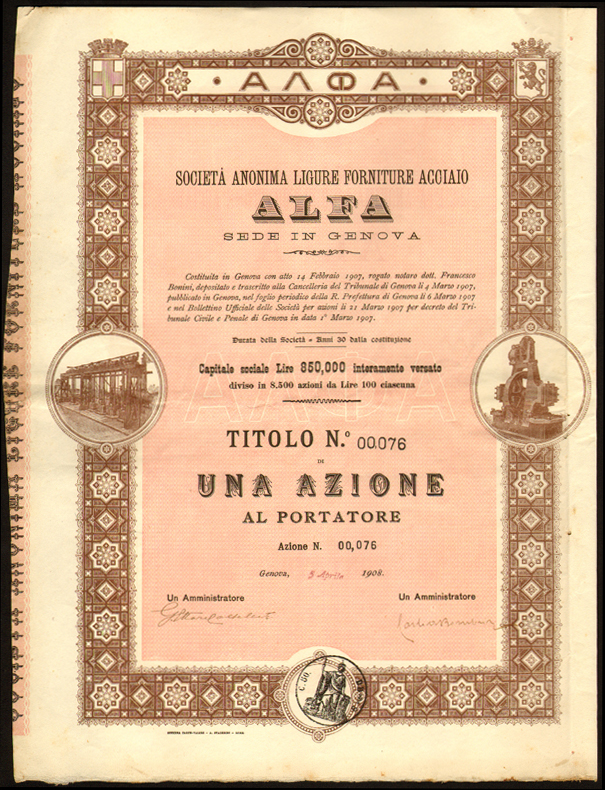 · ΑΛΦΑ ·
SOCIETÀ ANONIMA LIGURE FORNITURE ACCIAIO
ALFA
SEDE IN GENOVA
Costituita in Genova con atto 14 Febbraio 1907, rogato notaro dott. Francesco
Bonini, depositato e trascritto alla Cancelleria del Tribunale di Genova li 4 Marzo 1907,
pubblicato in Genova, nel foglio periodico della R. Prefettura di Genova li 6 Marzo 1907
e nel Bollettino Ufficiale delle Società per azioni li 21 Marzo 1907 per decreto del Tri-
bunale Civile e Penale di Genova in data 1º Marzo 1907.
Durata della Società - Anni 30 dalla costituzione
Capitale sociale Lire 850,000 interamente versato
diviso in 8,500 azioni da Lire 100 ciascuna
ΑΛΦΑ
TITOLO N.º 00,076
DI
UNA AZIONE
AL PORTATORE
Azione N. 00,076
Genova, 3 Aprile 1908.
Un Amministratore
Un Amministratore
C. 50